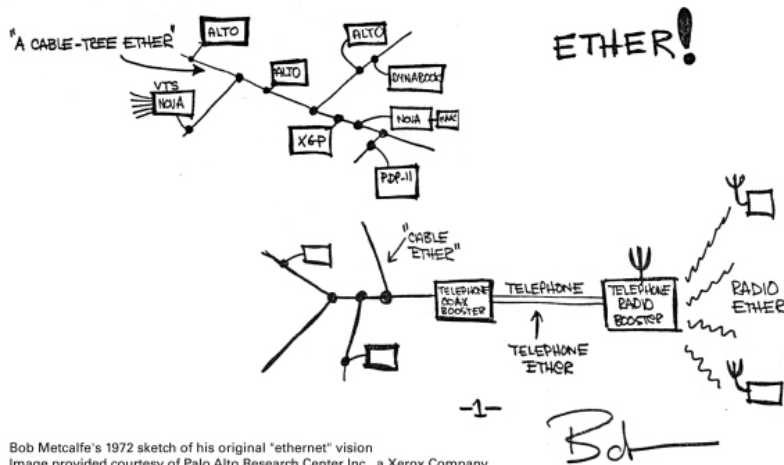 "A CABLE-TREE ETHER"
ALTO
ALTO
DYNABOOK
ETHER!
VTS
NOVA
ALTO
XGP
NOVA
PDP-11
"CABLE
ETHER"
TELEPHONE
COAX
BOOSTER
TELEPHONE
TELEPHONE
ETHER
TELEPHONE
RADIO
BOOSTER
RADIO
ETHER
-1-
Bob
Bob Metcalfe's 1972 sketch of his original "ethernet" vision
Image provided courtesy of Palo Alto Research Center Inc., a Xerox Company